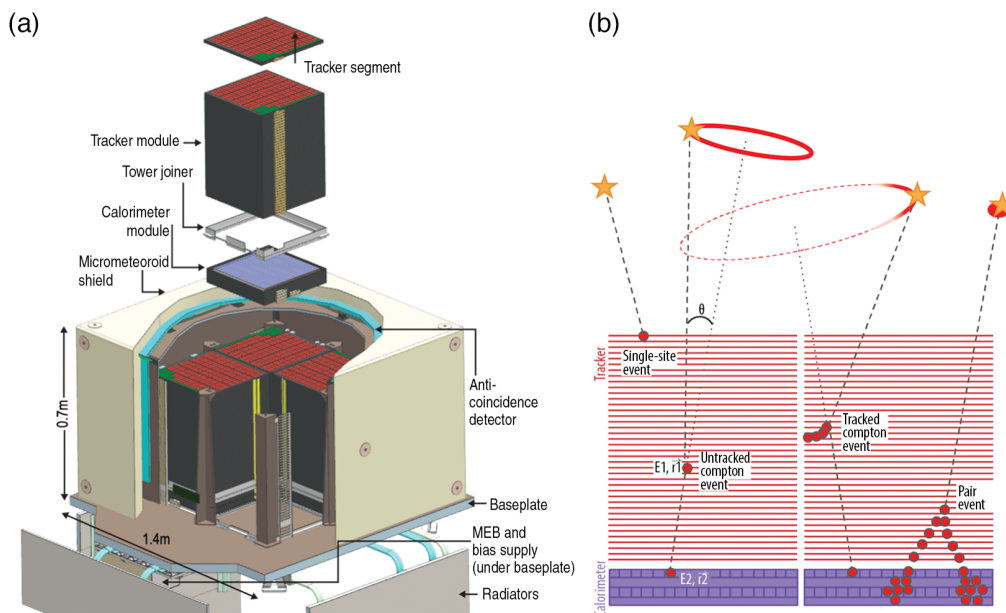 (a)
Tracker segment
Tracker module
Tower joiner
Calorimeter
module
Micrometeoroid
shield
0.7m
Anti-
coincidence
detector
Baseplate
1.4m
MEB and
bias supply
(under baseplate)
Radiators
(b)
θ
Tracker
Single-site
event
Tracked
compton
event
E1, r1
Untracked
compton
event
Pair
event
Calorimeter
E2, r2